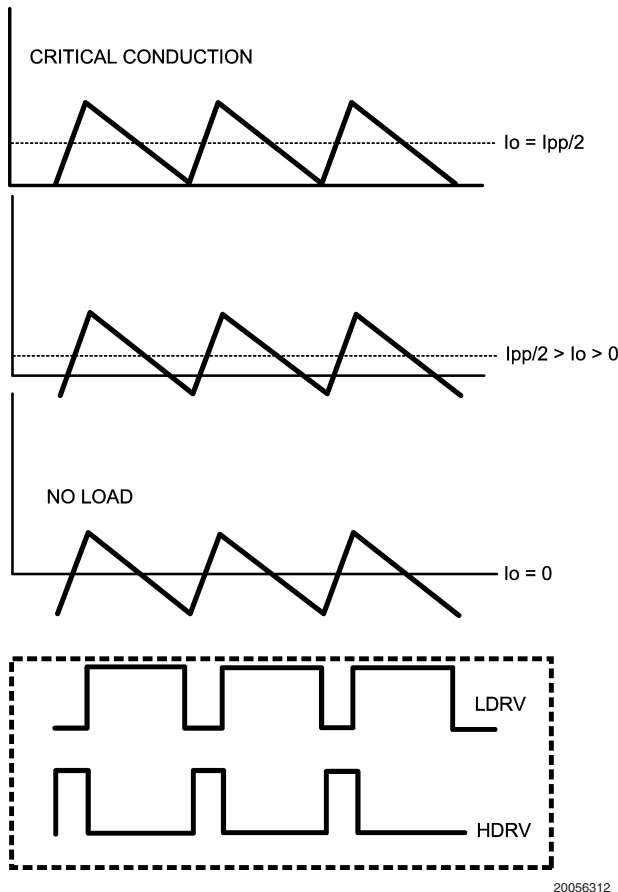 CRITICAL CONDUCTION
Io = Ipp/2
Ipp/2 > Io > 0
NO LOAD
Io = 0
LDRV
HDRV
20056312